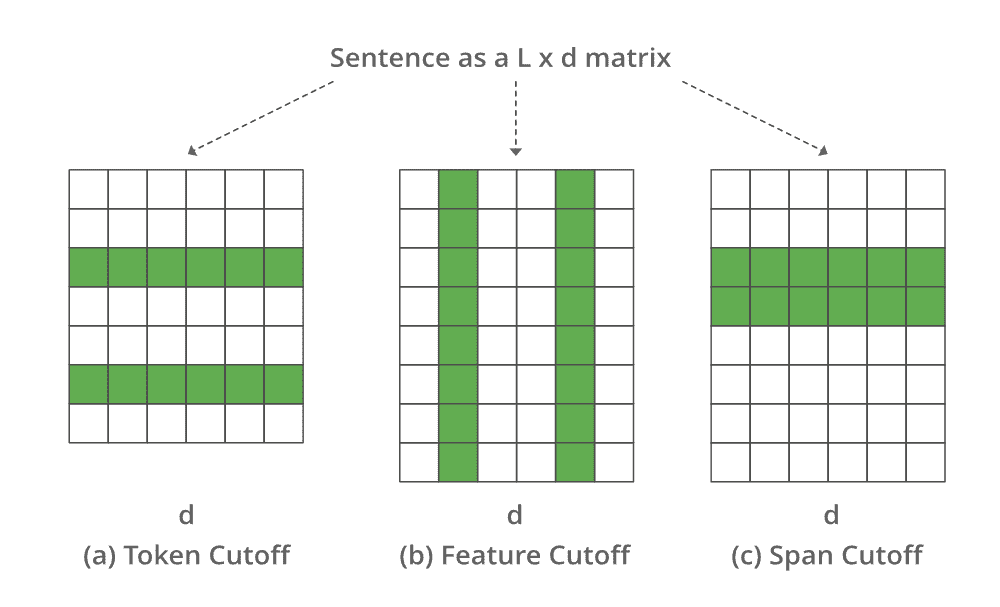 Sentence as a L x d matrix
d
d
d
(a) Token Cutoff
(b) Feature Cutoff
(c) Span Cutoff